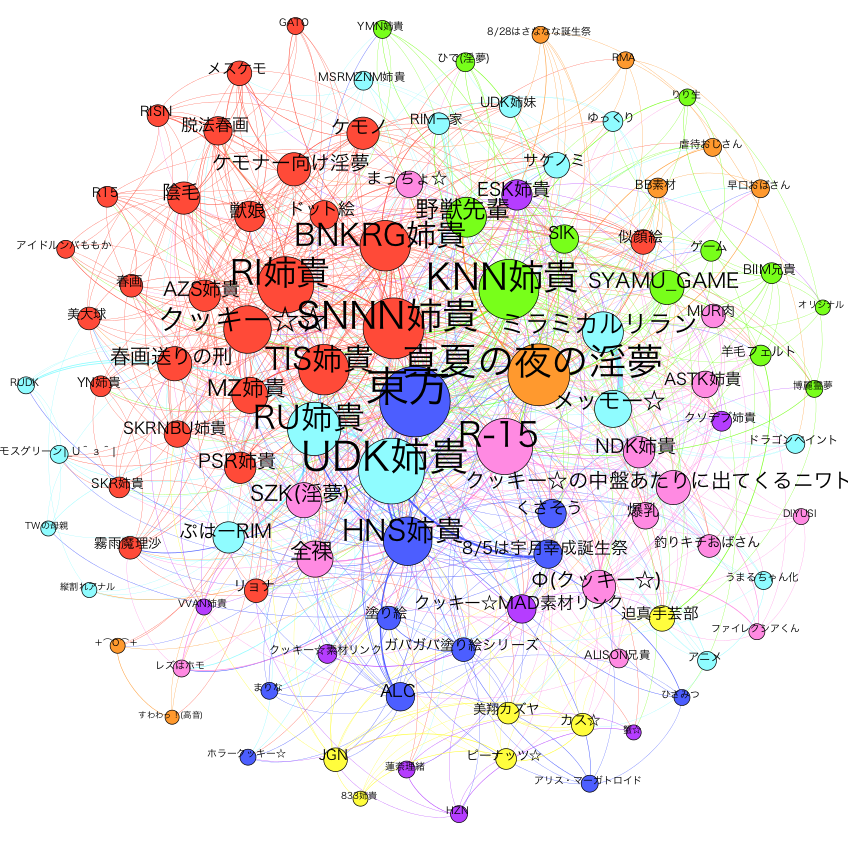 GATO
YMN姉貴
8/28はさななな誕生祭
ひで(淫夢)
RMA
メスケモ
MSRMZNM姉貴
りり生
UDK姉妹
RISN
脱法春画
ケモノ
RIM一家
ゆっくり
虐待おじさん
ケモナー向け淫夢
サケノミ
まっちょ☆
BB素材
早口おばさん
R15
陰毛
ESK姉貴
獣娘
ドット絵
野獣先輩
BNKRG姉貴
SIK
似顔絵
アイドルンバももか
ゲーム
RI姉貴
KNN姉貴
BIIM兄貴
春画
AZS姉貴
SYAMU_GAME
オリジナル
美大球
クッキー☆☆
SNNN姉貴
ミラミカルリラン
MUR肉
春画送りの刑
TIS姉貴
真夏の夜の淫夢
羊毛フェルト
RUDK
YN姉貴
MZ姉貴
東方
ASTK姉貴
博麗霊夢
メッモー☆
RU姉貴
クソデブ姉貴
SKRNBU姉貴
R-15
NDK姉貴
ドラゴンペイント
モスグリーン|Uˉaˉ|
PSR姉貴
UDK姉貴
SKR姉貴
SZK(淫夢)
クッキー☆の中盤あたりに出てくるニワト
TWの母親
くさそう
爆乳
DIYUSI
霧雨魔理沙
ぷはーRIM
HNS姉貴
全裸
8/5は宇月幸成誕生祭
釣りキチおばさん
縦割れアナル
リョナ
Φ(クッキー☆)
うまるちゃん化
VVAN姉貴
塗り絵
クッキー☆MAD素材リンク
迫真手芸部
ファイレクシアくん
+⌒O⌒+
クッキー☆素材リンク
ガバガバ塗り絵シリーズ
レズはホモ
ALISON兄貴
アニメ
まりな
ALC
ひさみつ
すわわっ!(高音)
美翔カズヤ
カス☆
ホラークッキー☆
JGN
蓮奈理緒
ピーナッツ☆
アリス・マーガトロイド
833姉貴
HZN